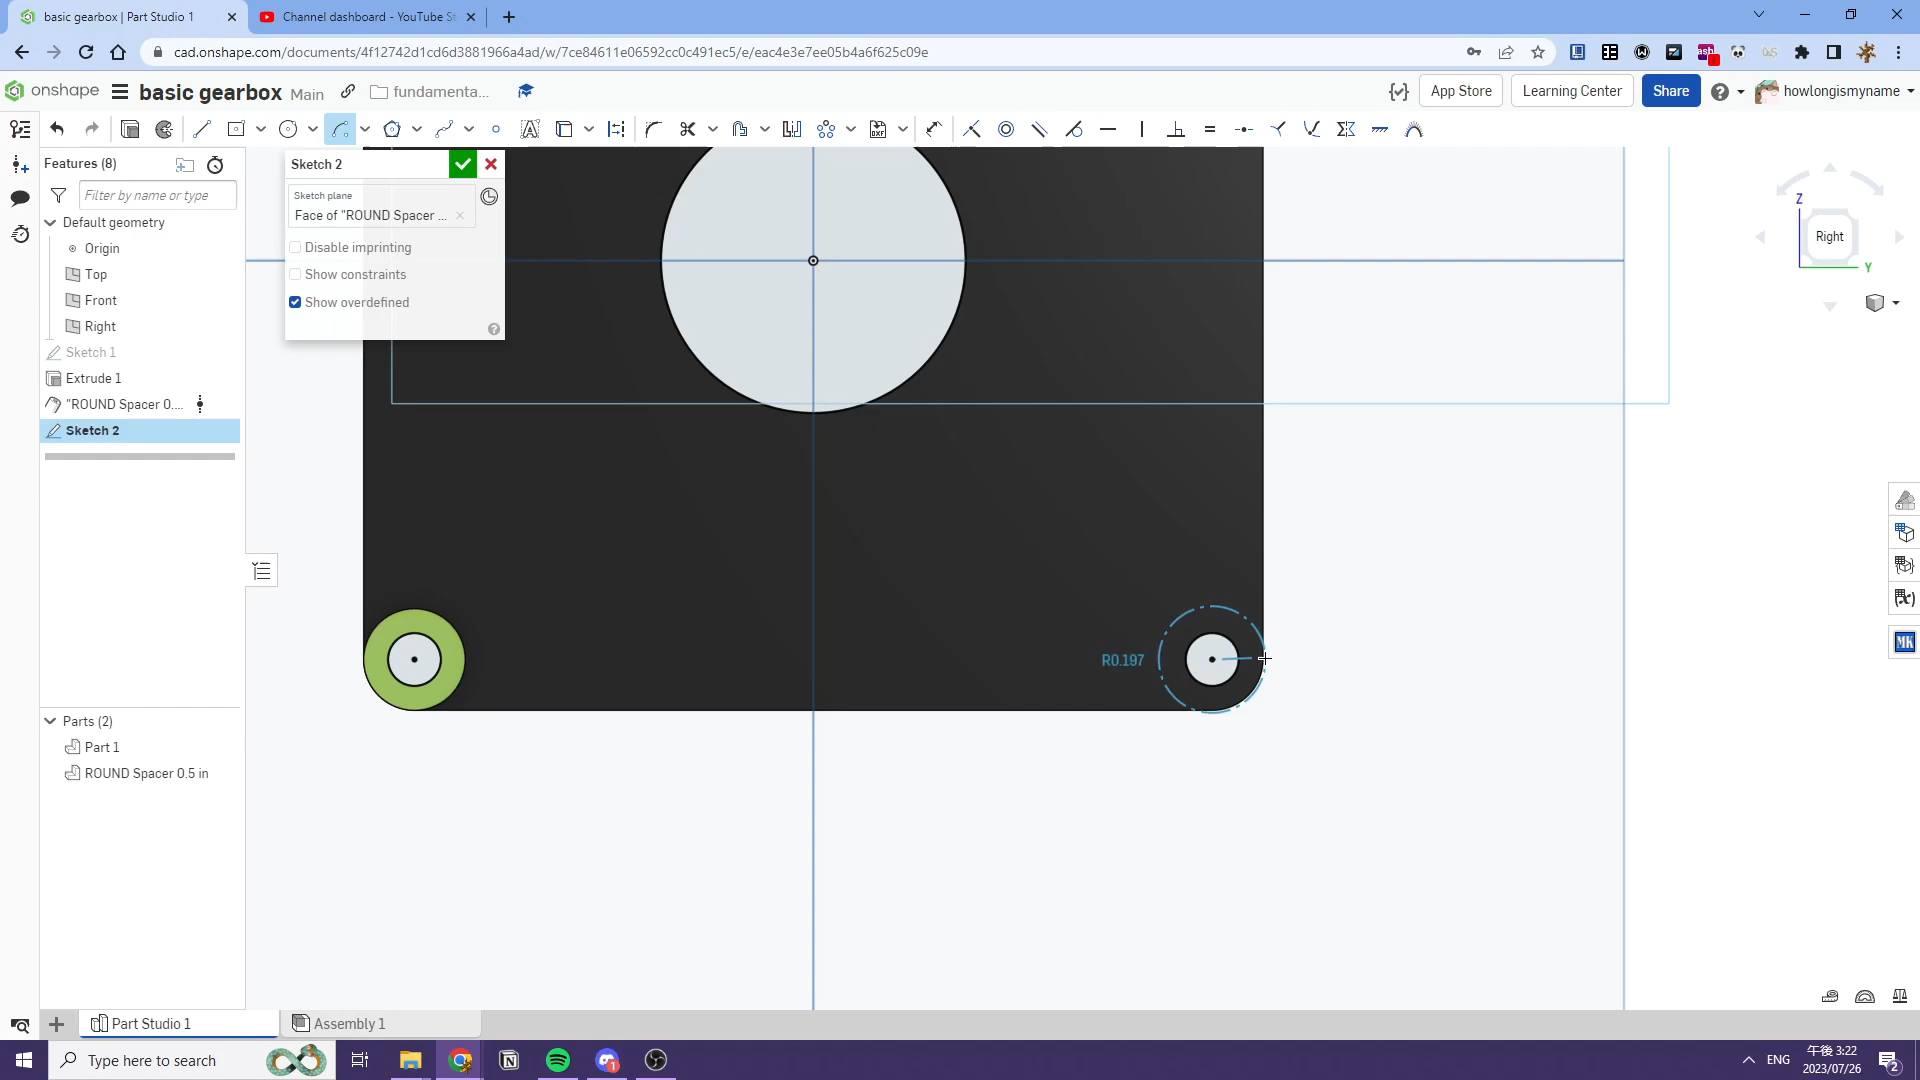 basic gearbox | Part Studio 1
Channel dashboard - YouTube St
cad.onshape.com/documents/4f12742d1cd6d3881966a4ad/w/7ce84611e06592cc0c491ec5/e/eac4e3e7ee05b4a6f625c09e
onshape
basic gearbox Main
fundamenta...
App Store
Learning Center
Share
howlongismyname
Features (8)
Filter by name or type
Default geometry
Origin
Top
Front
Right
Sketch 1
Extrude 1
"ROUND Spacer 0....
Sketch 2
Sketch 2
Sketch plane
Face of "ROUND Spacer ...
Disable imprinting
Show constraints
Show overdefined
Z
Right
Y
R0.197
MK
Parts (2)
Part 1
ROUND Spacer 0.5 in
Part Studio 1
Assembly 1
Type here to search
ENG
午後 3:22
2023/07/26